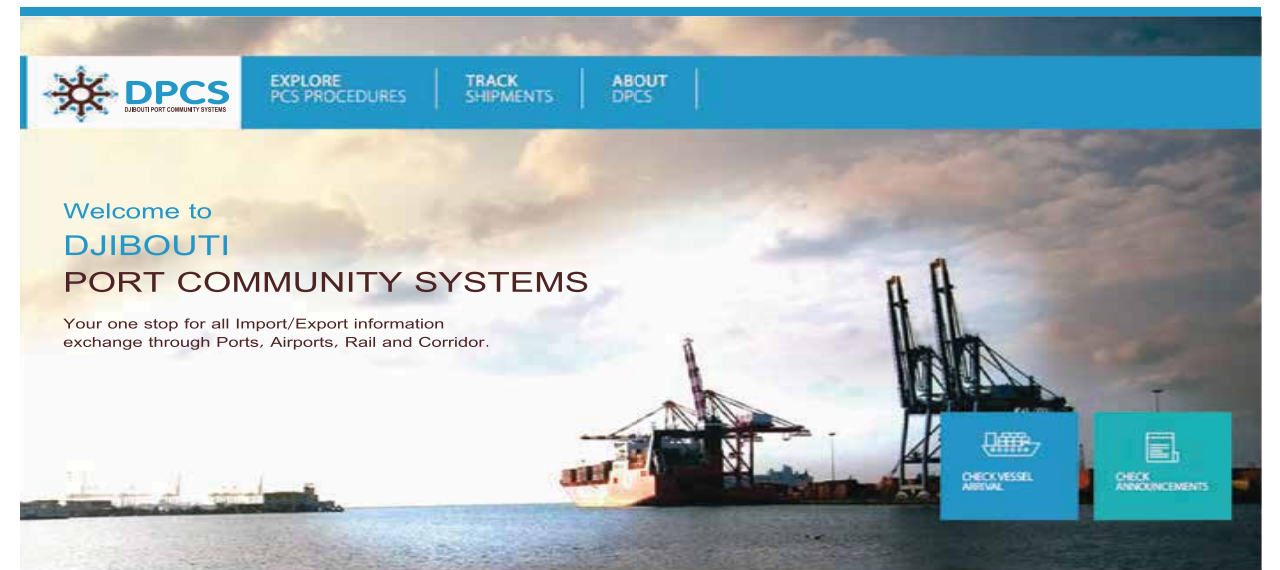 DPCS
DJIBOUTI PORT COMMUNITY SYSTEMS
EXPLORE
PCS PROCEDURES
TRACK
SHIPMENTS
ABOUT
DPCS
Welcome to
DJIBOUTI
PORT COMMUNITY SYSTEMS
Your one stop for all Import/Export information
exchange through Ports, Airports, Rail and Corridor.
CHECK VESSEL
ARRIVAL
CHECK
ANNOUNCEMENTS